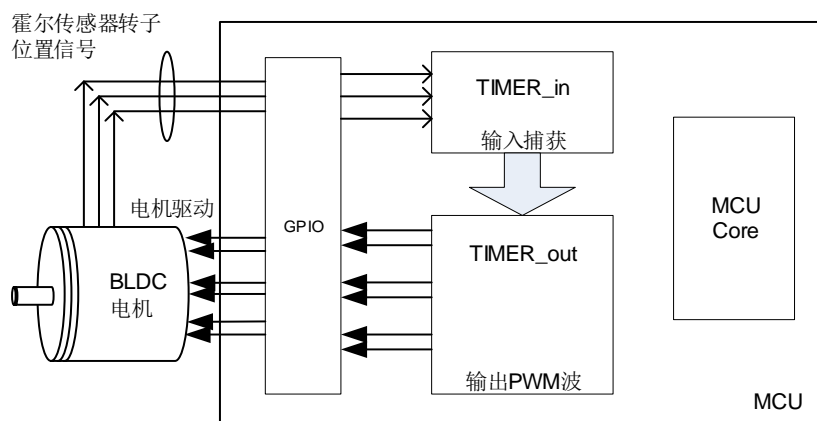 霍尔传感器转子
位置信号
TIMER_in
输入捕获
电机驱动
GPIO
MCU
Core
BLDC
电机
TIMER_out
输出PWM波
MCU